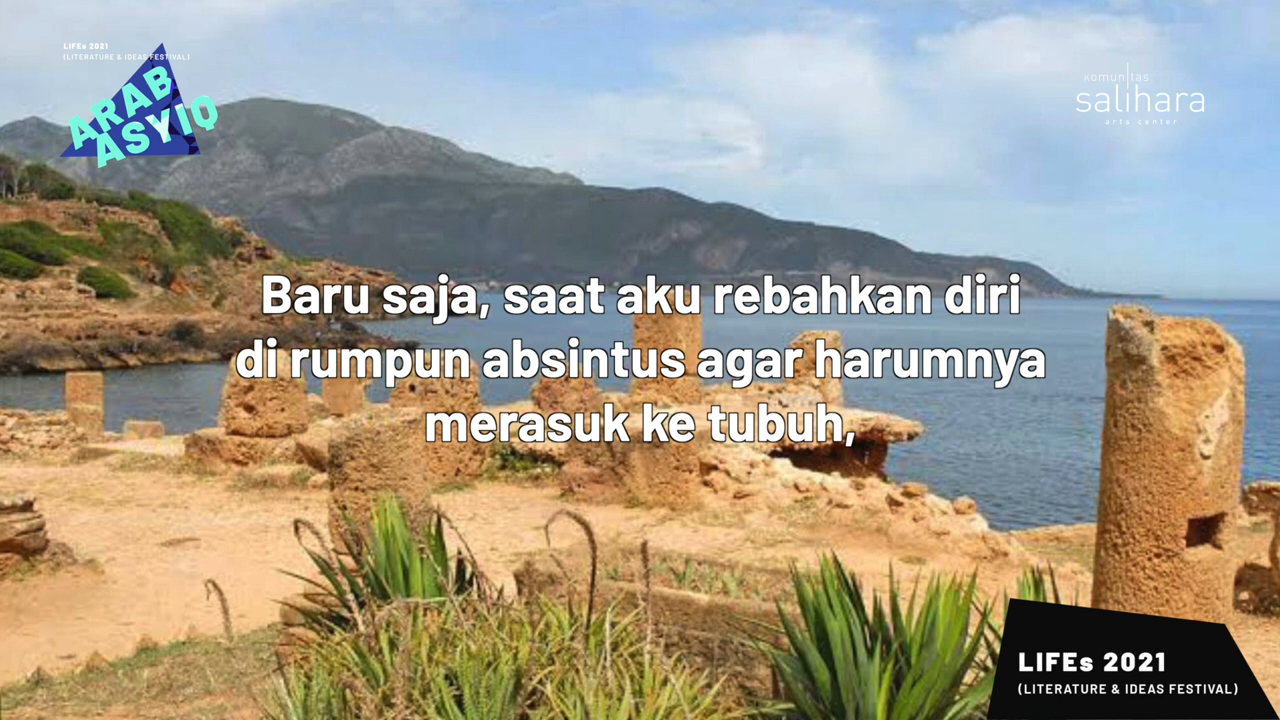 LIFEs 2021
(LITERATURE & IDEAS FESTIVAL)
ARAB
ASYIQ
komunitas
salihara
arts center
Baru saja, saat aku rebahkan diri
di rumpun absintus agar harumnya
merasuk ke tubuh,
LIFEs 2021
(LITERATURE & IDEAS FESTIVAL)